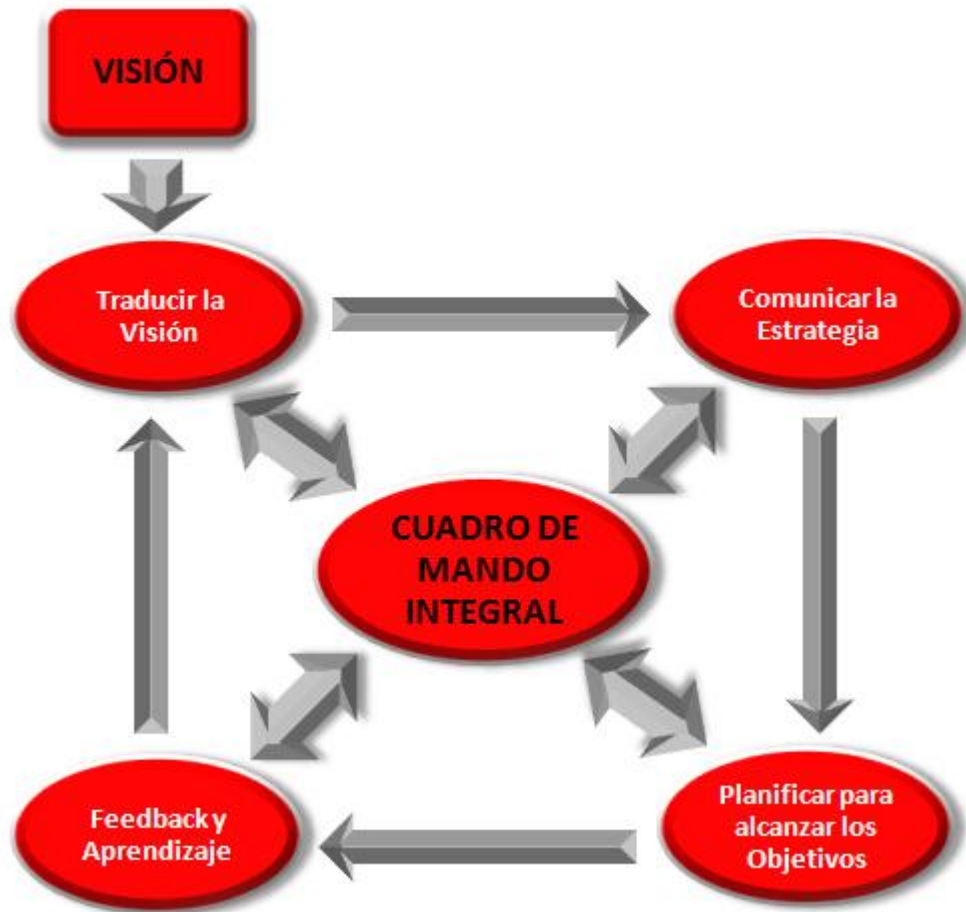 VISIÓN
Traducir la
Visión
Comunicar la
Estrategia
CUADRO DE
MANDO
INTEGRAL
Feedback y
Aprendizaje
Planificar para
alcanzar los
Objetivos